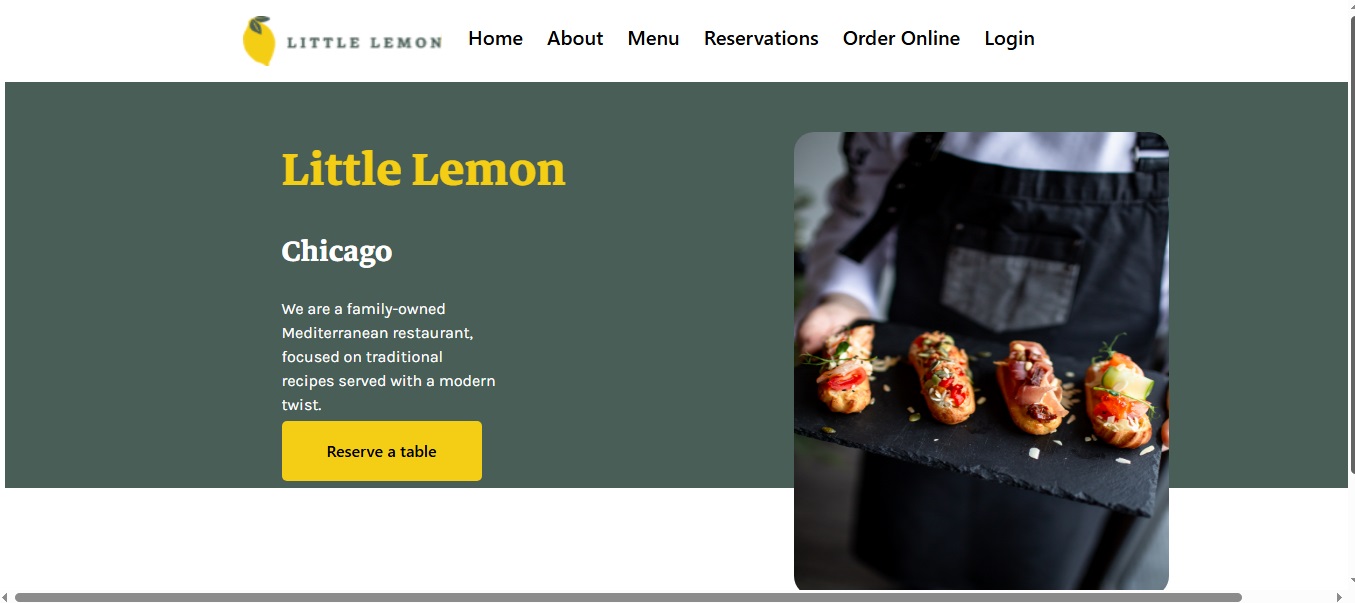 LITTLE LEMON Home About Menu Reservations Order Online Login
Little Lemon
Chicago
We are a family-owned
Mediterranean restaurant,
focused on traditional
recipes served with a modern
twist.
Reserve a table